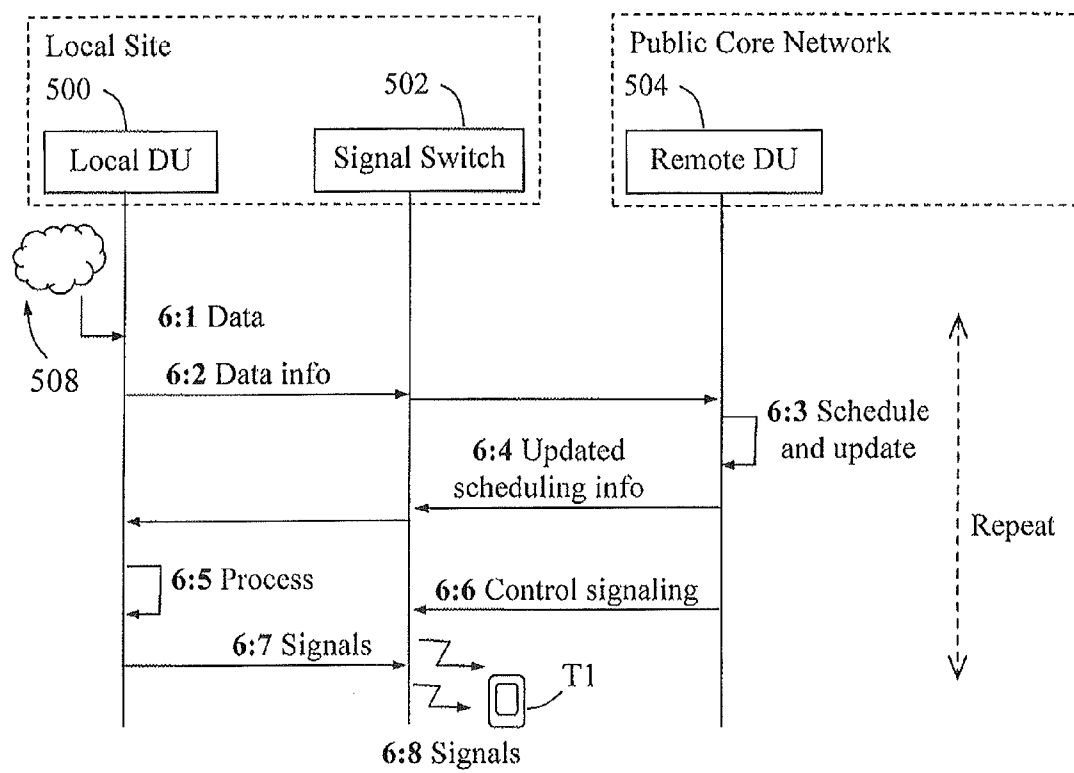 Local Site
Public Core Network
500
502
504
Local DU
Signal Switch
Remote DU
6:1 Data
508
6:2 Data info
6:3 Schedule
and update
6:4 Updated
scheduling info
Repeat
6:5 Process
6:6 Control signaling
6:7 Signals
T1
6:8 Signals